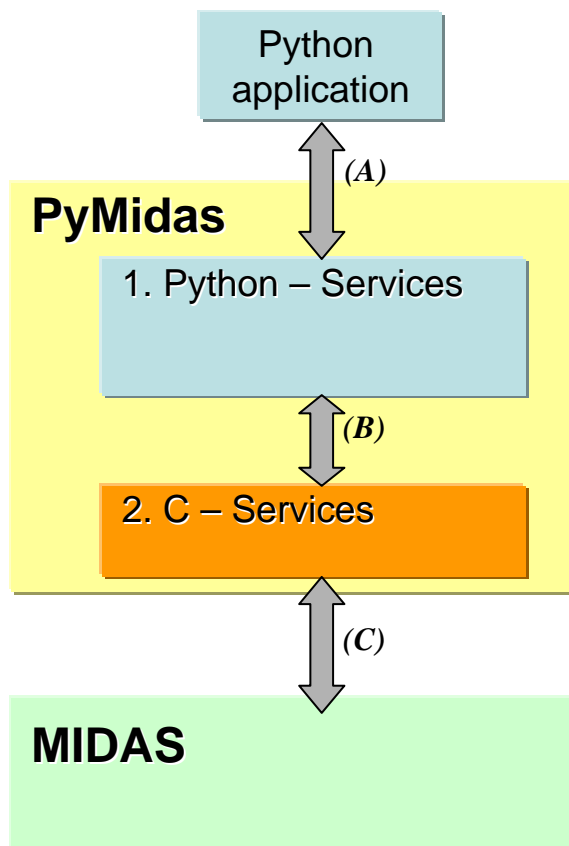 Python
application
(A)
PyMidas
1. Python – Services
(B)
2. C – Services
(C)
MIDAS